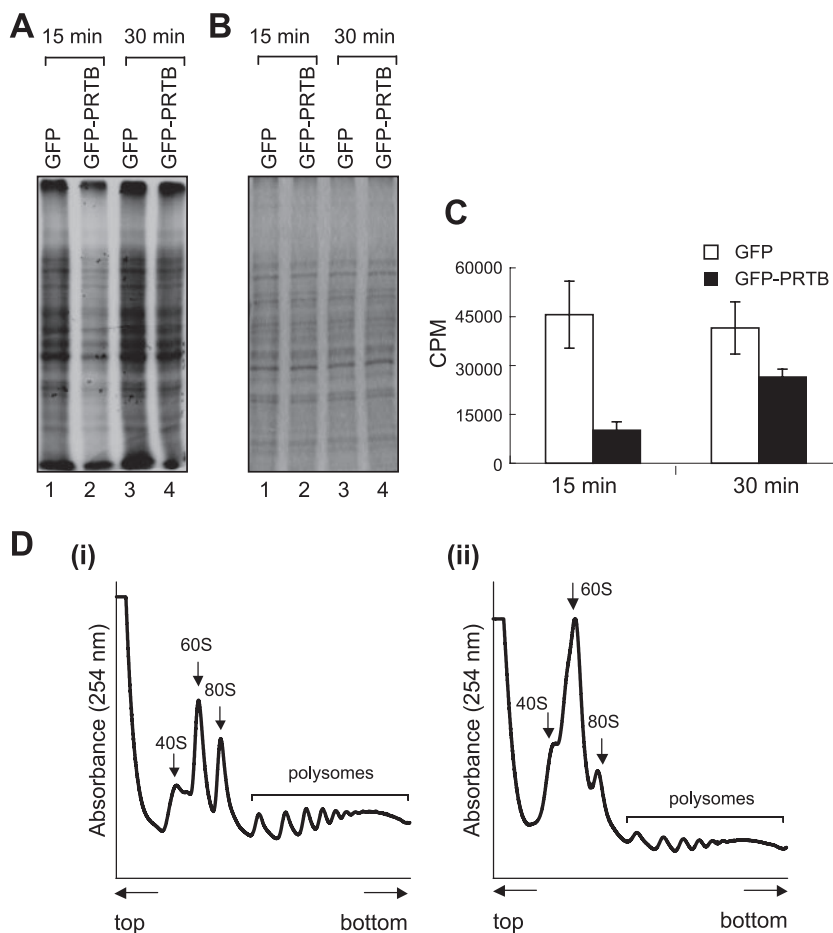 A
15 min
30 min
GFP
GFP-PRTB
GFP
GFP-PRTB
1 2 3 4
B
15 min
30 min
GFP
GFP-PRTB
GFP
GFP-PRTB
1 2 3 4
C
GFP
GFP-PRTB
CPM
60000
45000
30000
15000
0
15 min
30 min
D
(i)
Absorbance (254 nm)
40S
60S
80S
polysomes
top
bottom
(ii)
Absorbance (254 nm)
40S
60S
80S
polysomes
top
bottom